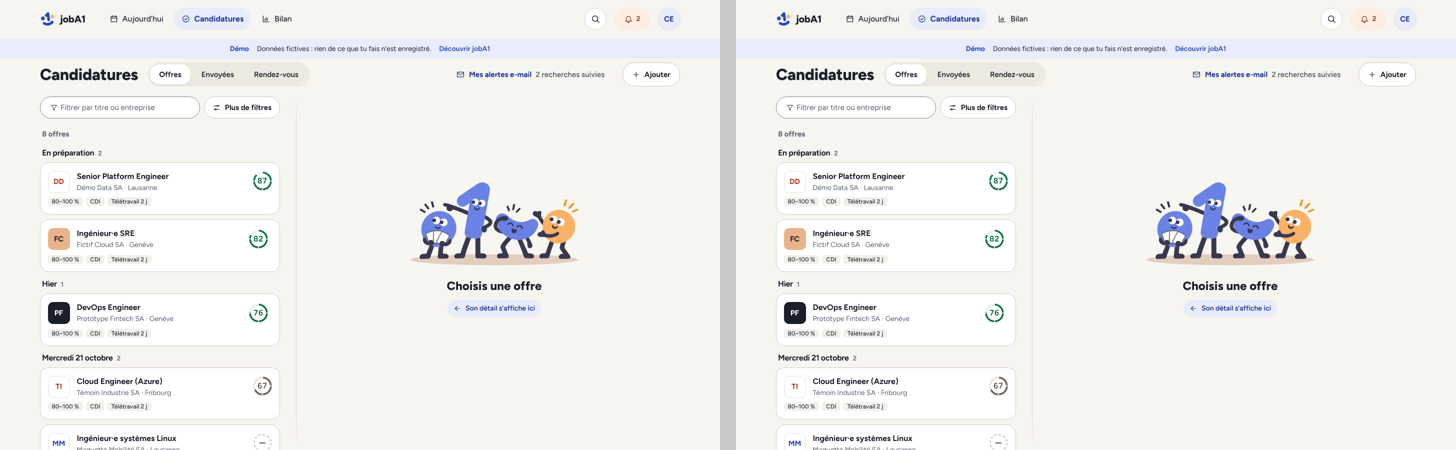 jobA1 Aujourd'hui Candidatures Bilan 2 CE
Démo Données fictives : rien de ce que tu fais n'est enregistré. Découvrir jobA1
Candidatures Offres Envoyées Rendez-vous Mes alertes e-mail 2 recherches suivies + Ajouter
Filtrer par titre ou entreprise Plus de filtres
8 offres
En préparation 2
DD Senior Platform Engineer 87
Démo Data SA · Lausanne
80–100 % CDI Télétravail 2 j
FC Ingénieur·e SRE 82
Fictif Cloud SA · Genève
80–100 % CDI Télétravail 2 j
Choisis une offre
← Son détail s'affiche ici
Hier 1
PF DevOps Engineer 76
Prototype Fintech SA · Genève
80–100 % CDI Télétravail 2 j
Mercredi 21 octobre 2
TI Cloud Engineer (Azure) 67
Témoin Industrie SA · Fribourg
80–100 % CDI Télétravail 2 j
MM Ingénieur·e systèmes Linux –
Maquette Mobilité SA · Lausanne
jobA1 Aujourd'hui Candidatures Bilan 2 CE
Démo Données fictives : rien de ce que tu fais n'est enregistré. Découvrir jobA1
Candidatures Offres Envoyées Rendez-vous Mes alertes e-mail 2 recherches suivies + Ajouter
Filtrer par titre ou entreprise Plus de filtres
8 offres
En préparation 2
DD Senior Platform Engineer 87
Démo Data SA · Lausanne
80–100 % CDI Télétravail 2 j
FC Ingénieur·e SRE 82
Fictif Cloud SA · Genève
80–100 % CDI Télétravail 2 j
Choisis une offre
← Son détail s'affiche ici
Hier 1
PF DevOps Engineer 76
Prototype Fintech SA · Genève
80–100 % CDI Télétravail 2 j
Mercredi 21 octobre 2
TI Cloud Engineer (Azure) 67
Témoin Industrie SA · Fribourg
80–100 % CDI Télétravail 2 j
MM Ingénieur·e systèmes Linux –
Maquette Mobilité SA · Lausanne